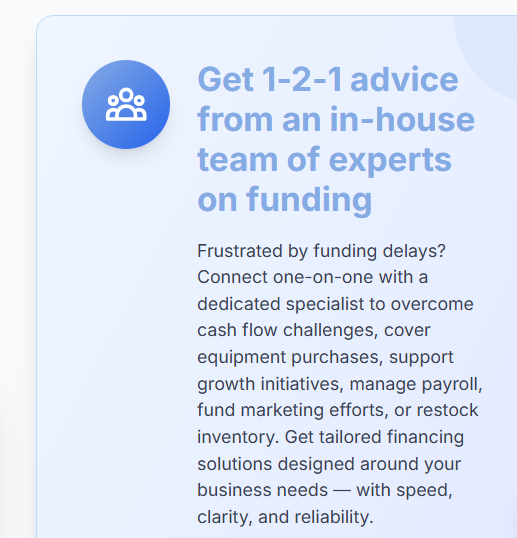 Get 1-2-1 advice
from an in-house
team of experts
on funding
Frustrated by funding delays?
Connect one-on-one with a
dedicated specialist to overcome
cash flow challenges, cover
equipment purchases, support
growth initiatives, manage payroll,
fund marketing efforts, or restock
inventory. Get tailored financing
solutions designed around your
business needs — with speed,
clarity, and reliability.